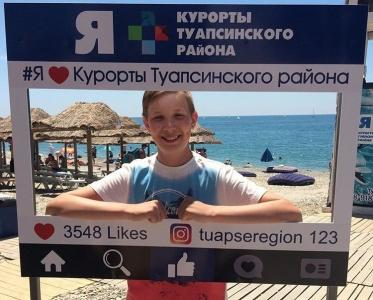 Я
КУРОРТЫ
ТУАПСИНСКОГО
РАЙОНА
#Я ❤ Курорты Туапсинского района
3548 Likes
tuapseregion 123
Я